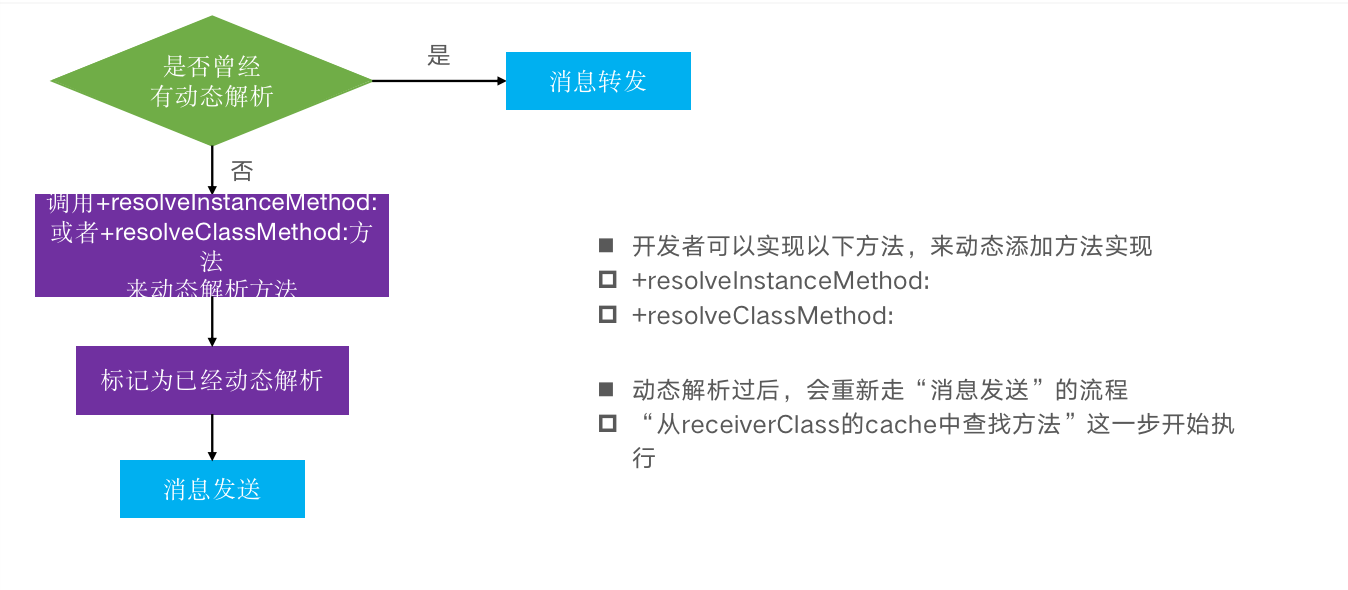 是否曾经
有动态解析
是
消息转发
否
调用+resolveInstanceMethod:
或者+resolveClassMethod:方
法
来动态解析方法
标记为已经动态解析
消息发送
开发者可以实现以下方法，来动态添加方法实现
+resolveInstanceMethod:
+resolveClassMethod:
动态解析过后，会重新走“消息发送”的流程
“从receiverClass的cache中查找方法”这一步开始执
行